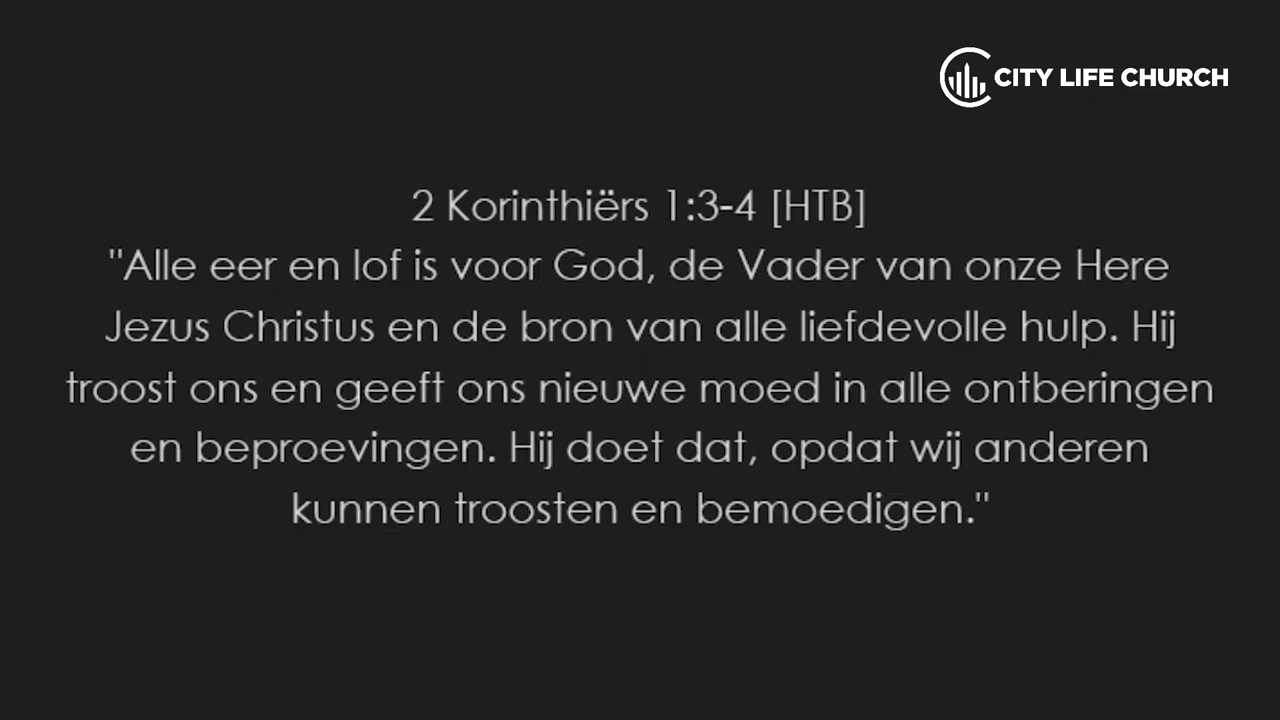 CITY LIFE CHURCH
2 Korinthiërs 1:3-4 [HTB]
"Alle eer en lof is voor God, de Vader van onze Here
Jezus Christus en de bron van alle liefdevolle hulp. Hij
troost ons en geeft ons nieuwe moed in alle ontberingen
en beproevingen. Hij doet dat, opdat wij anderen
kunnen troosten en bemoedigen."